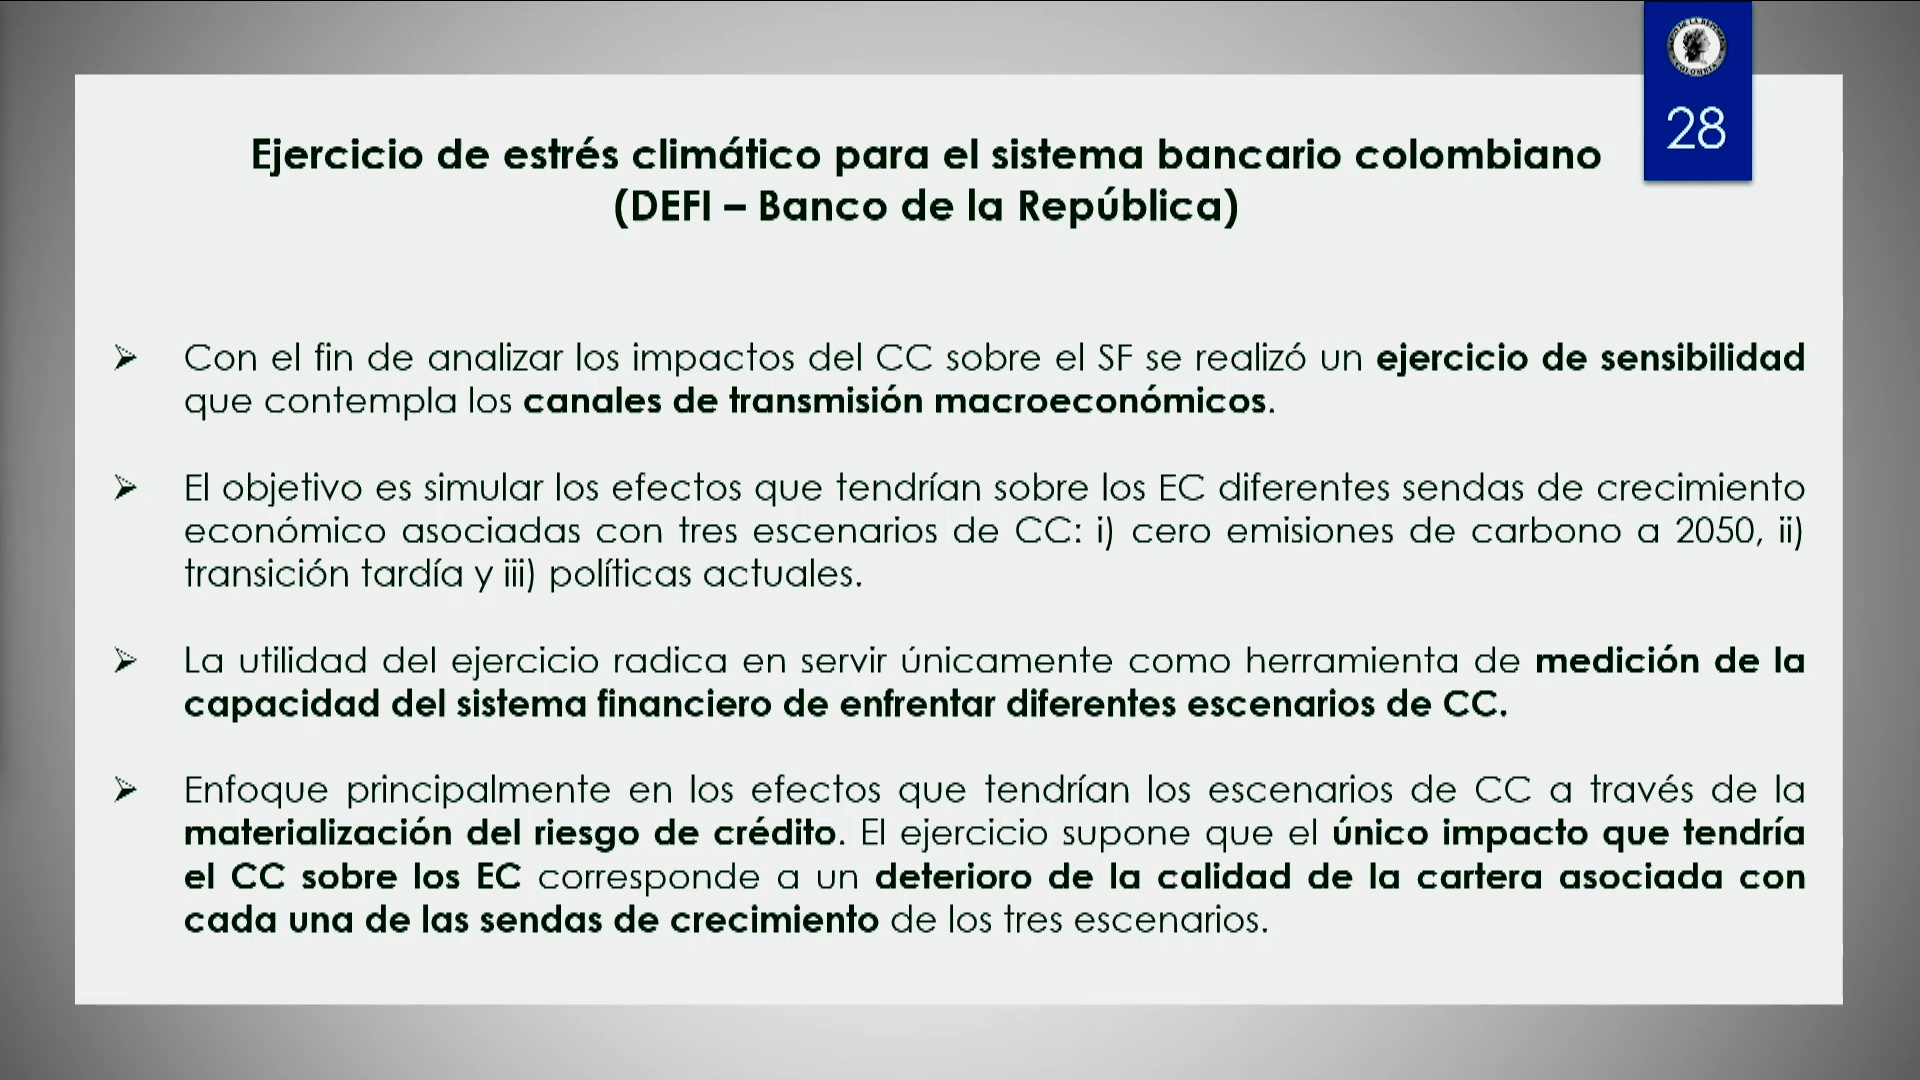 28
Ejercicio de estrés climático para el sistema bancario colombiano
(DEFI – Banco de la República)
➢ Con el fin de analizar los impactos del CC sobre el SF se realizó un ejercicio de sensibilidad
que contempla los canales de transmisión macroeconómicos.
➢ El objetivo es simular los efectos que tendrían sobre los EC diferentes sendas de crecimiento
económico asociadas con tres escenarios de CC: i) cero emisiones de carbono a 2050, ii)
transición tardía y iii) políticas actuales.
➢ La utilidad del ejercicio radica en servir únicamente como herramienta de medición de la
capacidad del sistema financiero de enfrentar diferentes escenarios de CC.
➢ Enfoque principalmente en los efectos que tendrían los escenarios de CC a través de la
materialización del riesgo de crédito. El ejercicio supone que el único impacto que tendría
el CC sobre los EC corresponde a un deterioro de la calidad de la cartera asociada con
cada una de las sendas de crecimiento de los tres escenarios.